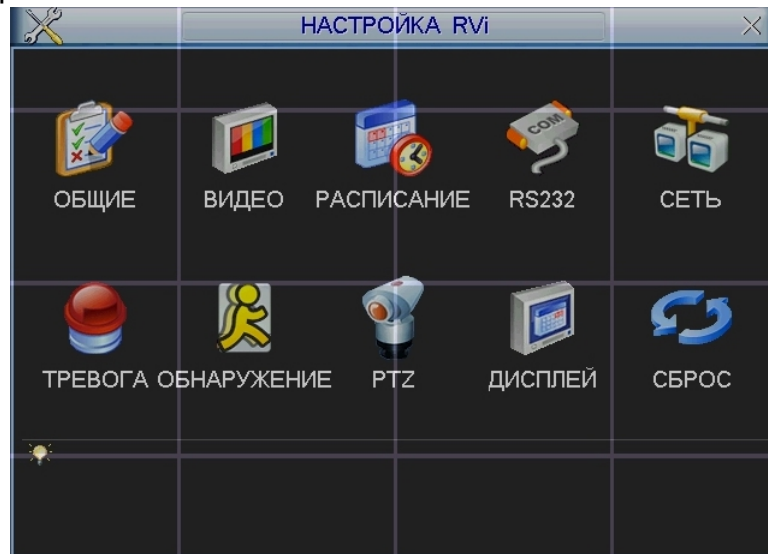 НАСТРОЙКА RVi
ОБЩИЕ ВИДЕО РАСПИСАНИЕ RS232 СЕТЬ
COM
ТРЕВОГА ОБНАРУЖЕНИЕ PTZ ДИСПЛЕЙ СБРОС